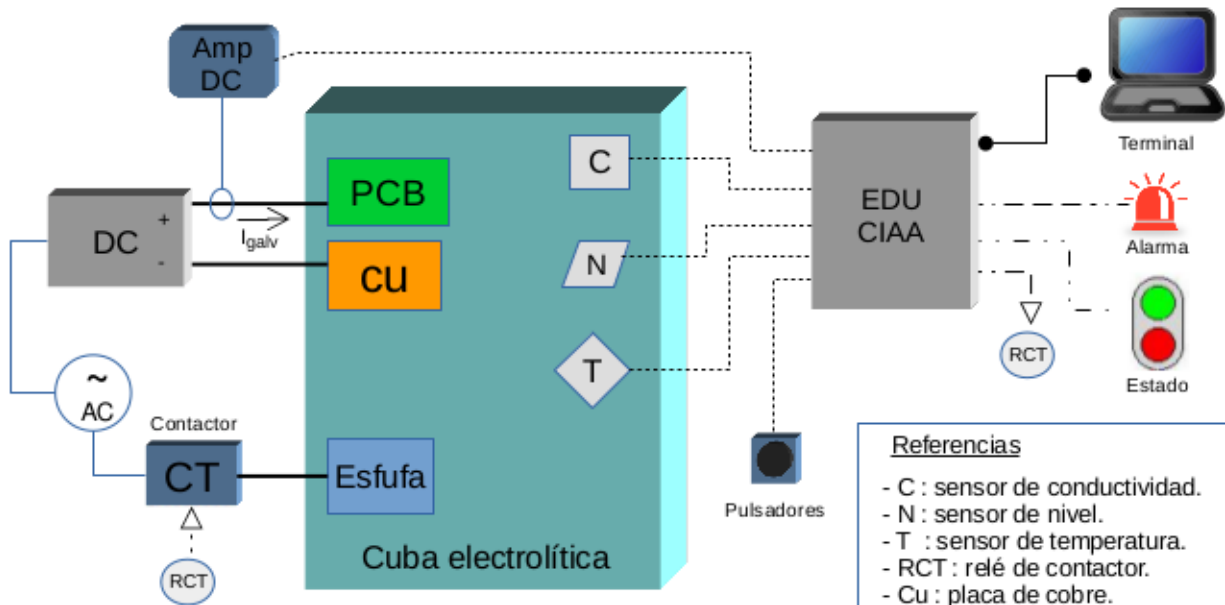 Amp
DC
Terminal
C
PCB
DC
+
-
Igalv
EDU
CIAA
Alarma
cu
N
RCT
T
Estado
~
AC
Contactor
CT
Esfufa
Pulsadores
Cuba electrolítica
RCT
Referencias
- C : sensor de conductividad.
- N : sensor de nivel.
- T : sensor de temperatura.
- RCT : relé de contactor.
- Cu : placa de cobre.